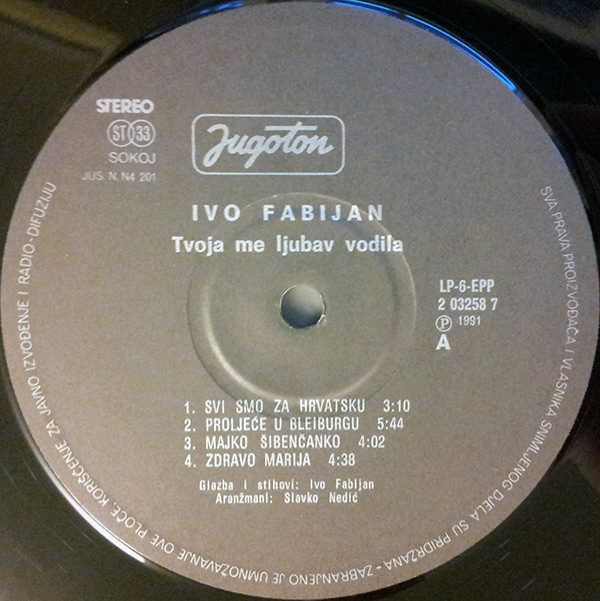 STEREO
ST 33
SOKOJ
JUS. N. N4 201
Jugoton
IVO FABIJAN
Tvoja me ljubav vodila
LP-6-EPP
2 03258 7
Ⓟ 1991
A
1. SVI SMO ZA HRVATSKU 3:10
2. PROLJEĆE U BLEIBURGU 5:44
3. MAJKO ŠIBENČANKO 4:02
4. ZDRAVO MARIJA 4:38
Glazba i stihovi: Ivo Fabijan
Aranžmani: Slavko Nedić
SVA PRAVA PROIZVOĐAČA I VLASNIKA SNIMLJENOG DJELA SU PRIDRŽANA - ZABRANJENO JE UMNOŽAVANJE OVE PLOČE, KORIŠĆENJE ZA JAVNO IZVOĐENJE I RADIO-DIFUZIJU